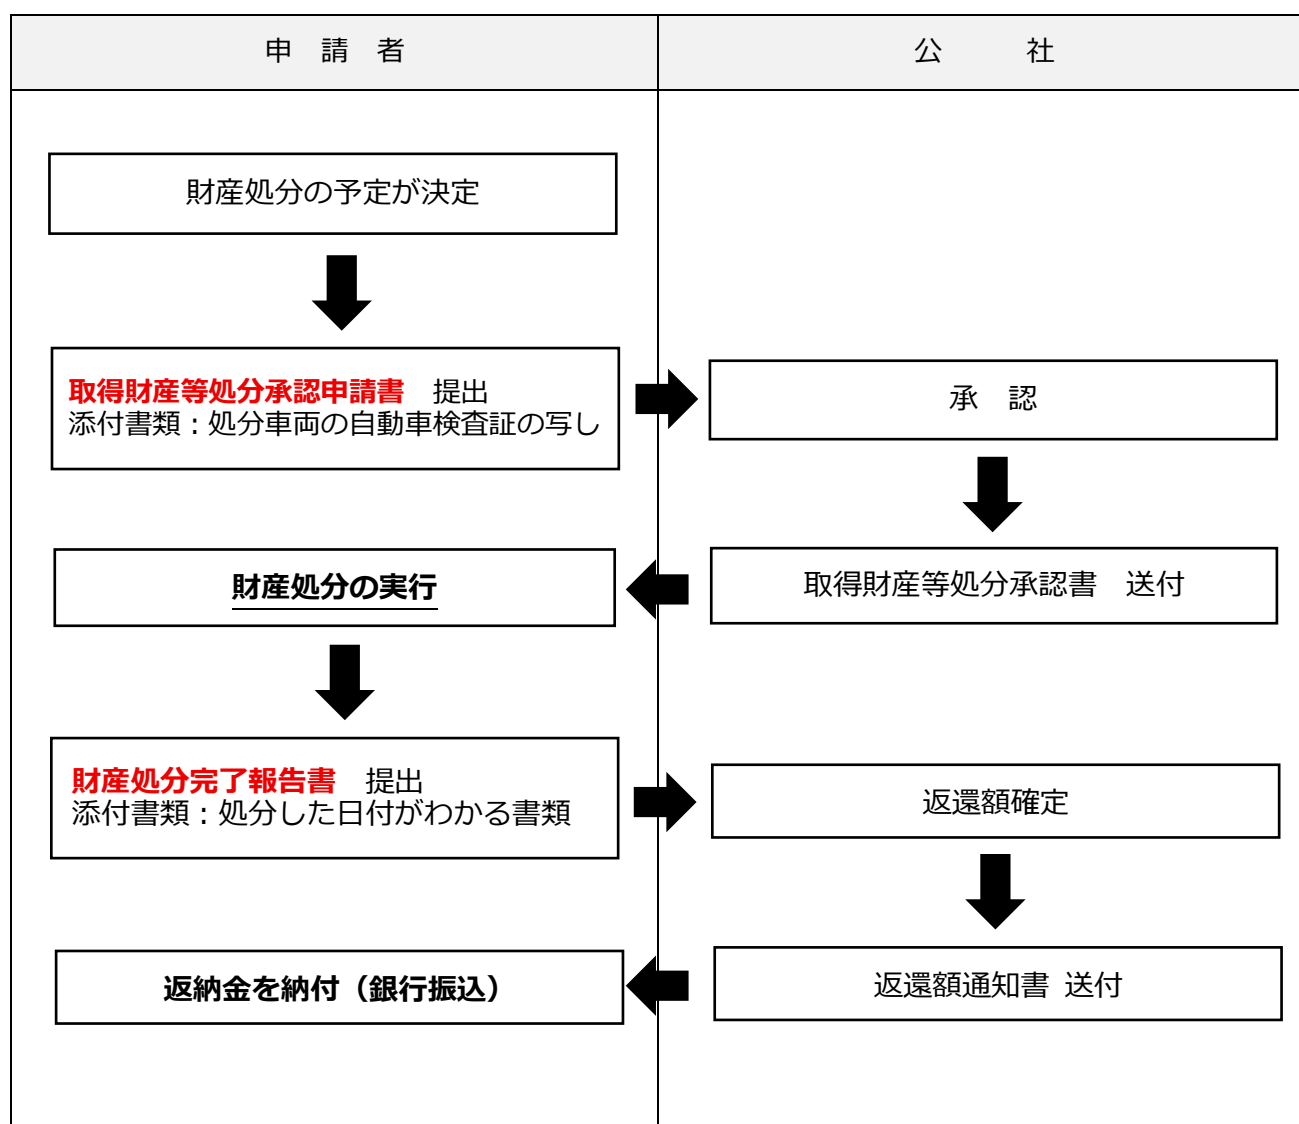 申　請　者
公　　　社
財産処分の予定が決定
取得財産等処分承認申請書　提出
添付書類：処分車両の自動車検査証の写し
承　認
取得財産等処分承認書　送付
財産処分の実行
財産処分完了報告書　提出
添付書類：処分した日付がわかる書類
返還額確定
返還額通知書 送付
返納金を納付（銀行振込）